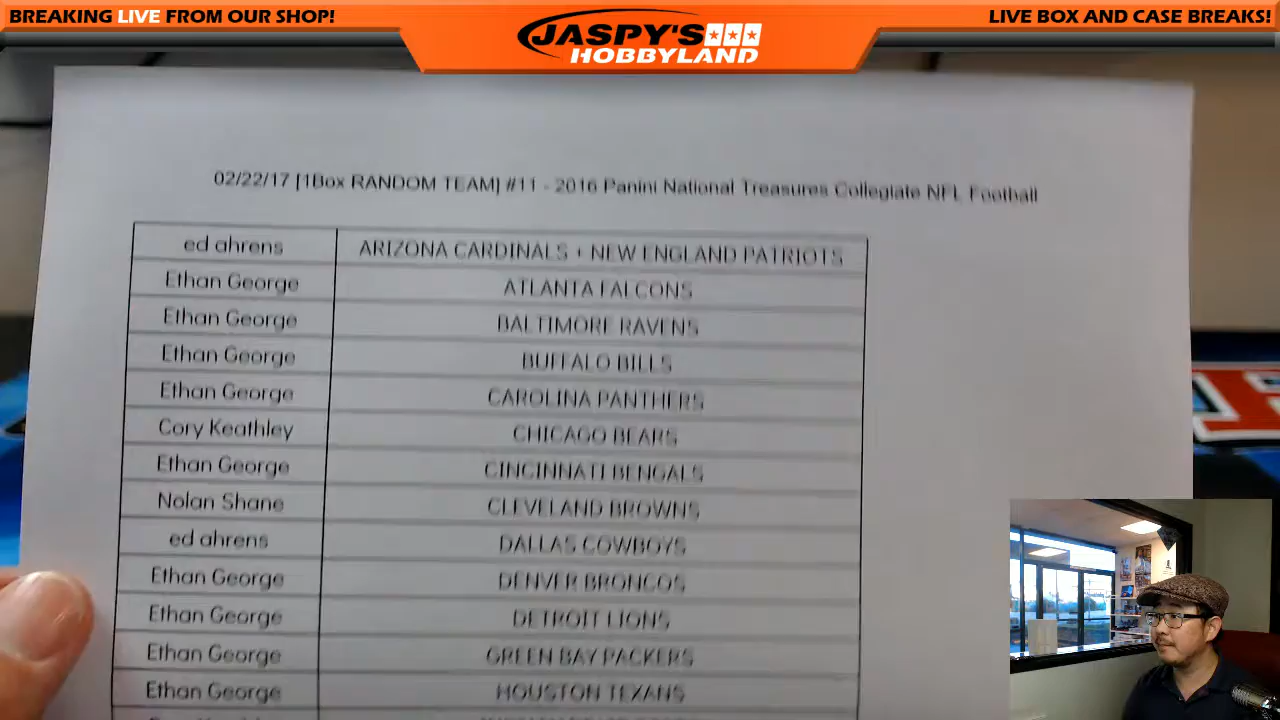 BREAKING LIVE FROM OUR SHOP!
JASPY'S
HOBBYLAND
LIVE BOX AND CASE BREAKS!
02/22/17 [1Box RANDOM TEAM] #11 - 2016 Panini National Treasures Collegiate NFL Football
ed ahrens ARIZONA CARDINALS + NEW ENGLAND PATRIOTS
Ethan George ATLANTA FALCONS
Ethan George BALTIMORE RAVENS
Ethan George BUFFALO BILLS
Ethan George CAROLINA PANTHERS
Cory Keathley CHICAGO BEARS
Ethan George CINCINNATI BENGALS
Nolan Shane CLEVELAND BROWNS
ed ahrens DALLAS COWBOYS
Ethan George DENVER BRONCOS
Ethan George DETROIT LIONS
Ethan George GREEN BAY PACKERS
Ethan George HOUSTON TEXANS